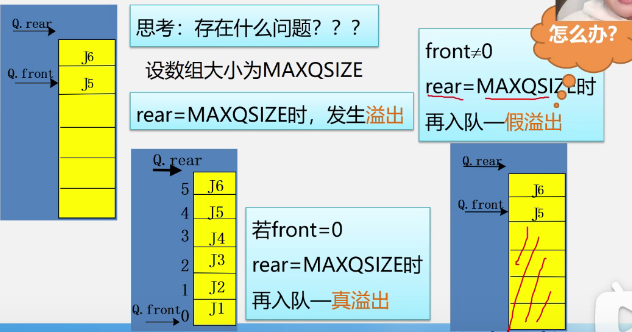 Q.rear
J6
Q.front
J5
思考：存在什么问题？？？
设数组大小为MAXQSIZE
rear=MAXQSIZE时，发生溢出
front≠0
rear=MAXQSIZE时
再入队—假溢出
怎么办?
Q.rear
5 J6
4 J5
3 J4
2 J3
1 J2
Q.front 0 J1
若front=0
rear=MAXQSIZE时
再入队—真溢出
Q.rear
J6
Q.front
J5